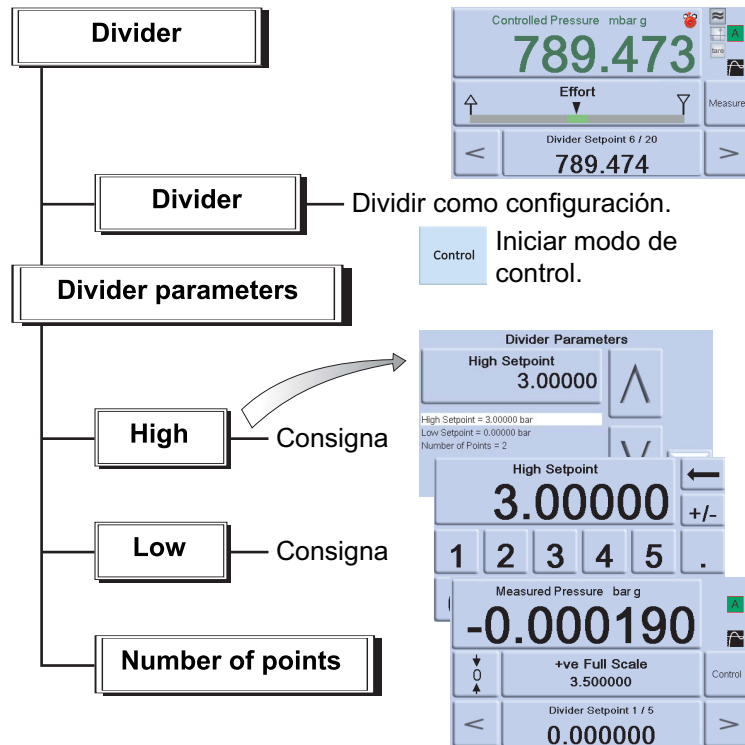 Divider
Controlled Pressure mbar g
789.473
A
tare
Effort
Measure
Divider Setpoint 6 / 20
< 789.474 >
Divider
Dividir como configuración.
Control
Iniciar modo de
control.
Divider parameters
Divider Parameters
High Setpoint
3.00000
High Setpoint = 3.00000 bar
Low Setpoint = 0.00000 bar
Number of Points = 2
High
Consigna
High Setpoint
3.00000
+/-
1 2 3 4 5 .
Low
Consigna
Measured Pressure bar g
-0.000190
A
Number of points
0
+ve Full Scale
3.500000
Control
Divider Setpoint 1 / 5
< 0.000000 >